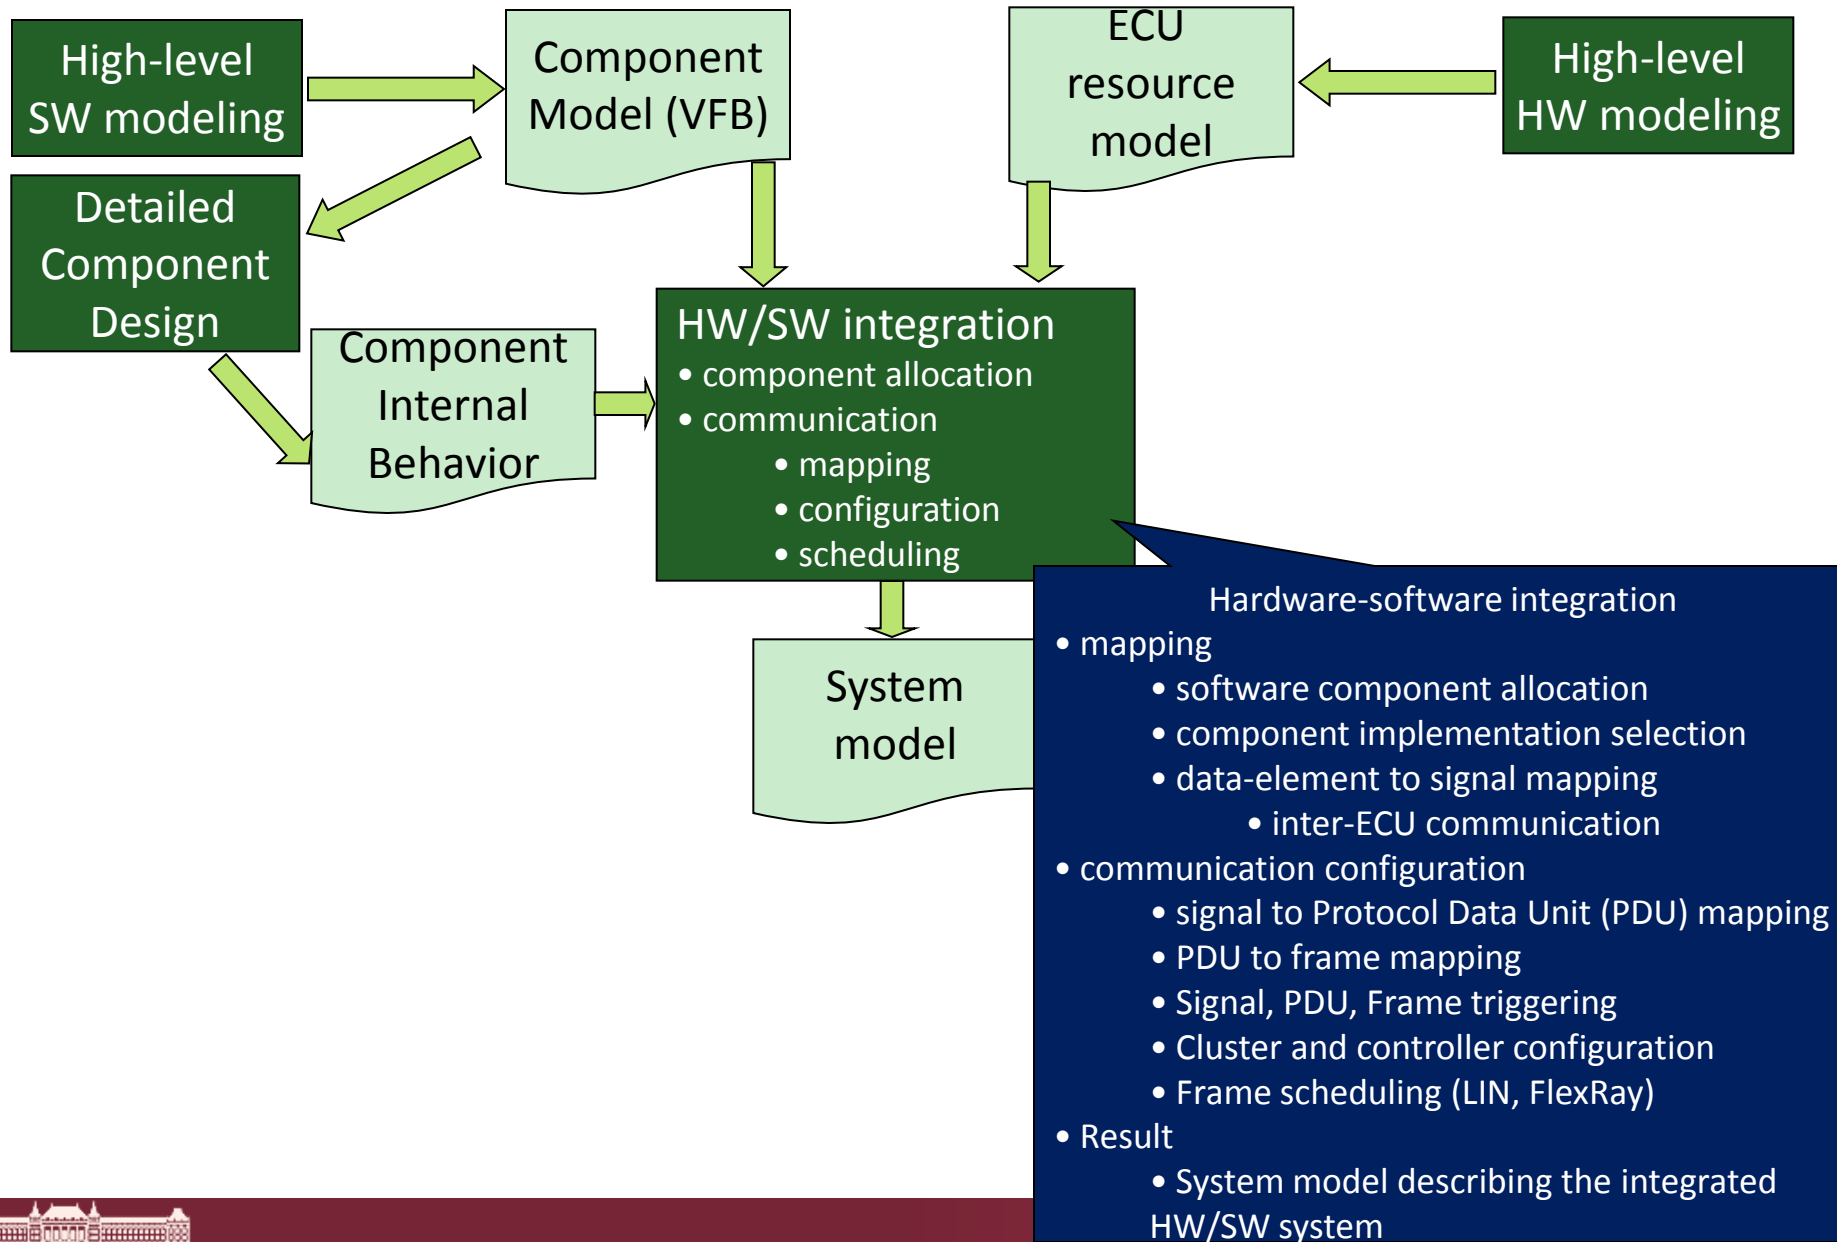 High-level
SW modeling
Component
Model (VFB)
ECU
resource
model
High-level
HW modeling
Detailed
Component
Design
Component
Internal
Behavior
HW/SW integration
• component allocation
• communication
• mapping
• configuration
• scheduling
System
model
Hardware-software integration
• mapping
• software component allocation
• component implementation selection
• data-element to signal mapping
• inter-ECU communication
• communication configuration
• signal to Protocol Data Unit (PDU) mapping
• PDU to frame mapping
• Signal, PDU, Frame triggering
• Cluster and controller configuration
• Frame scheduling (LIN, FlexRay)
• Result
• System model describing the integrated
HW/SW system